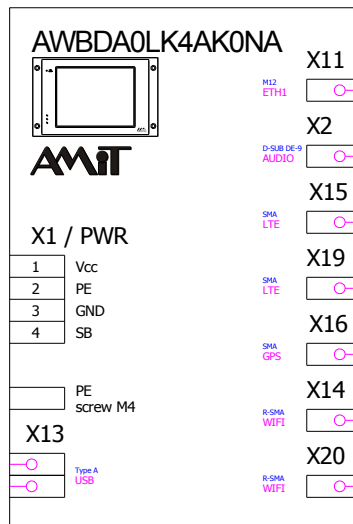 AWBDA0LK4AK0NA
AMiT
X1 / PWR
1 Vcc
2 PE
3 GND
4 SB
PE
screw M4
X13
Type A
USB
X11
M12
ETH1
X2
D-SUB DE-9
AUDIO
X15
SMA
LTE
X19
SMA
LTE
X16
SMA
GPS
X14
R-SMA
WIFI
X20
R-SMA
WIFI